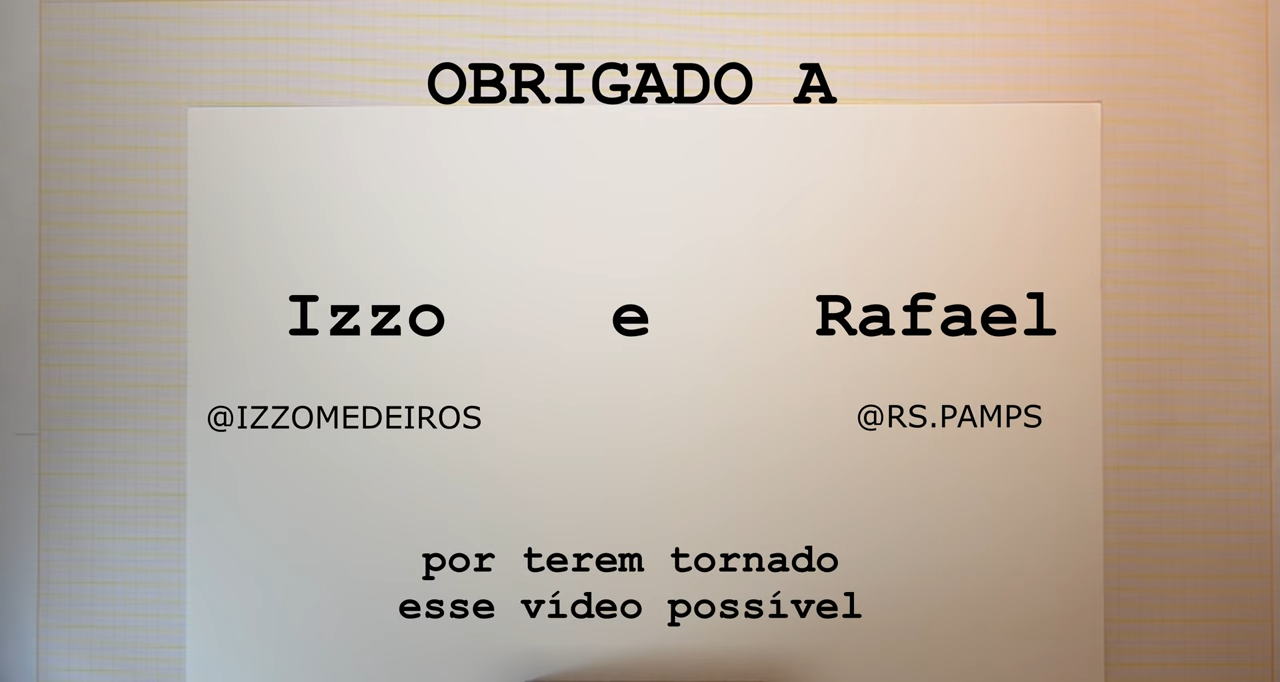 OBRIGADO A
Izzo e Rafael
@IZZOMEDEIROS @RS.PAMPS
por terem tornado
esse vídeo possível